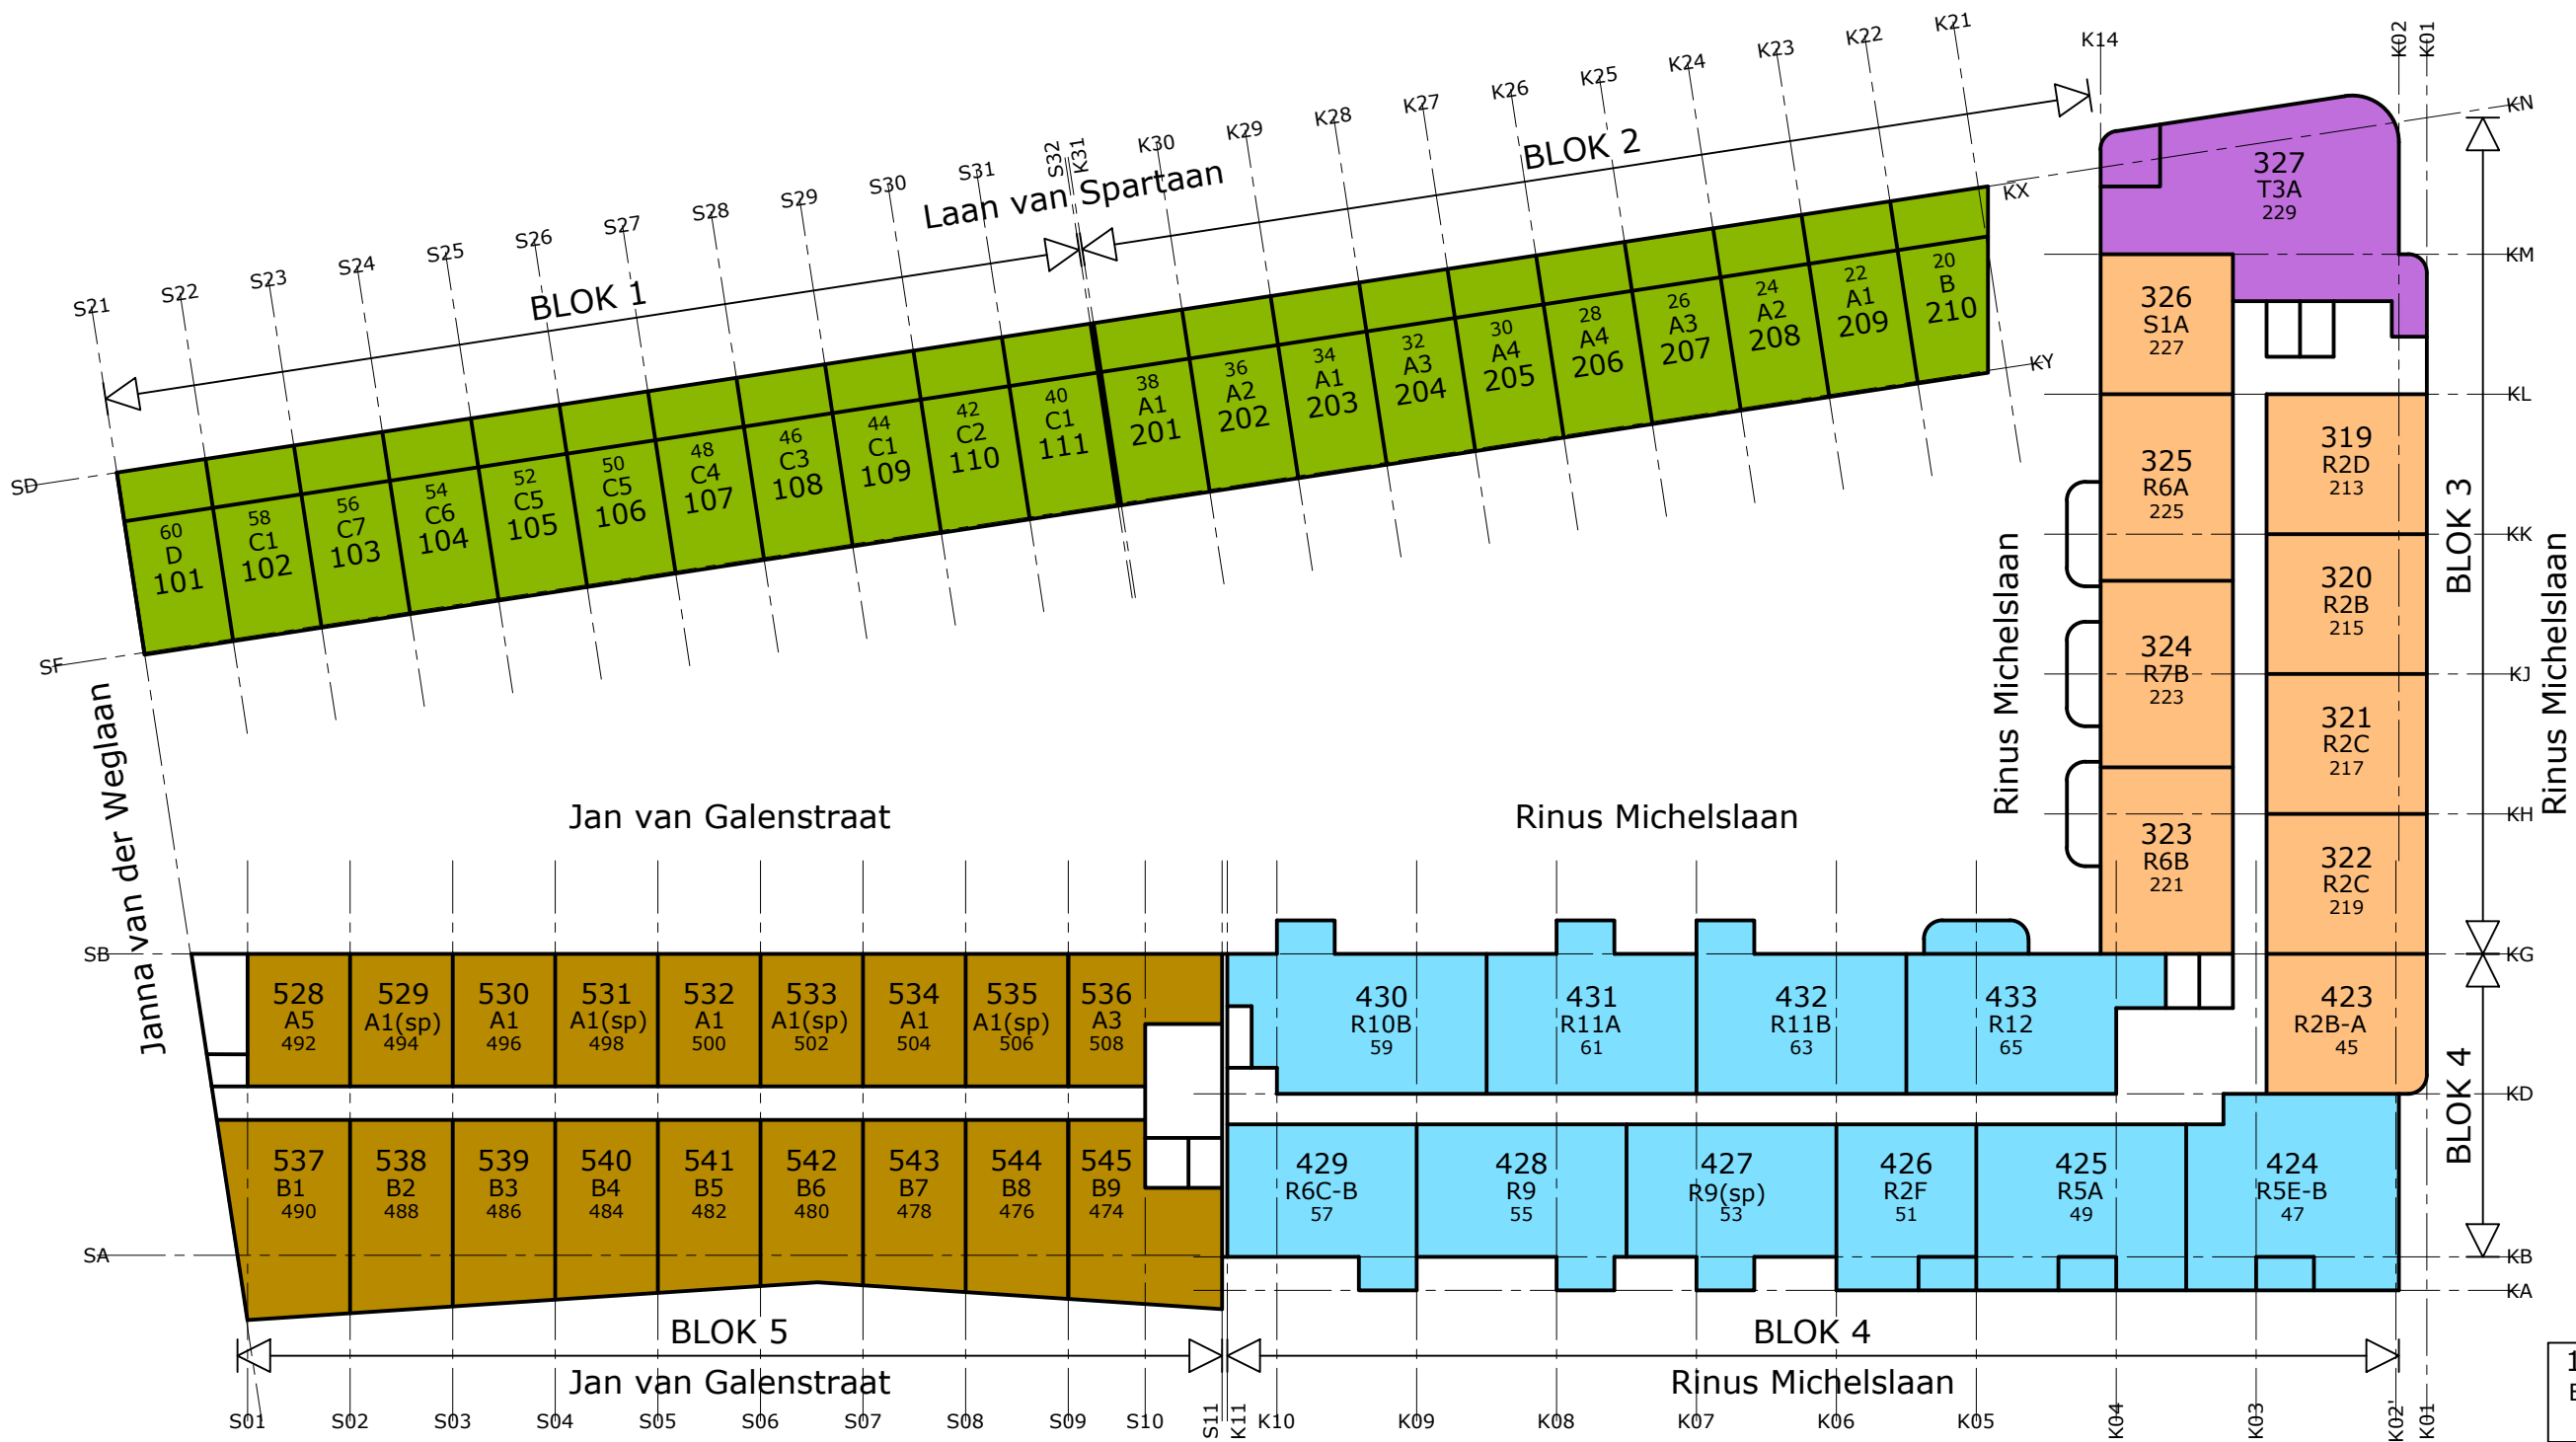 K21
K22
K23
K24
K25
K26
K27
K28
K29
K30
K31
S32
S31
S30
S29
S28
S27
S26
S25
S24
S23
S22
S21
K14
K02
K01
KN
BLOK 2
Laan van Spartaan
BLOK 1
KX
KY
SD
SF
60
D
101
58
C1
102
56
C7
103
54
C6
104
52
C5
105
50
C5
106
48
C4
107
46
C3
108
44
C1
109
42
C2
110
40
C1
111
38
A1
201
36
A2
202
34
A1
203
32
A3
204
30
A4
205
28
A4
206
26
A3
207
24
A2
208
22
A1
209
20
B
210
327
T3A
229
KM
326
S1A
227
KL
325
R6A
225
319
R2D
213
KK
BLOK 3
320
R2B
215
324
R7B
223
KJ
321
R2C
217
KH
323
R6B
221
322
R2C
219
KG
Rinus Michelslaan
Rinus Michelslaan
Janna van der Weglaan
Jan van Galenstraat
Rinus Michelslaan
SB
528
A5
492
529
A1(sp)
494
530
A1
496
531
A1(sp)
498
532
A1
500
533
A1(sp)
502
534
A1
504
535
A1(sp)
506
536
A3
508
430
R10B
59
431
R11A
61
432
R11B
63
433
R12
65
423
R2B-A
45
KD
BLOK 4
537
B1
490
538
B2
488
539
B3
486
540
B4
484
541
B5
482
542
B6
480
543
B7
478
544
B8
476
545
B9
474
429
R6C-B
57
428
R9
55
427
R9(sp)
53
426
R2F
51
425
R5A
49
424
R5E-B
47
SA
KB
KA
BLOK 5
BLOK 4
Jan van Galenstraat
Rinus Michelslaan
S01
S02
S03
S04
S05
S06
S07
S08
S09
S10
S11
K11
K10
K09
K08
K07
K06
K05
K04
K03
K02'
K01